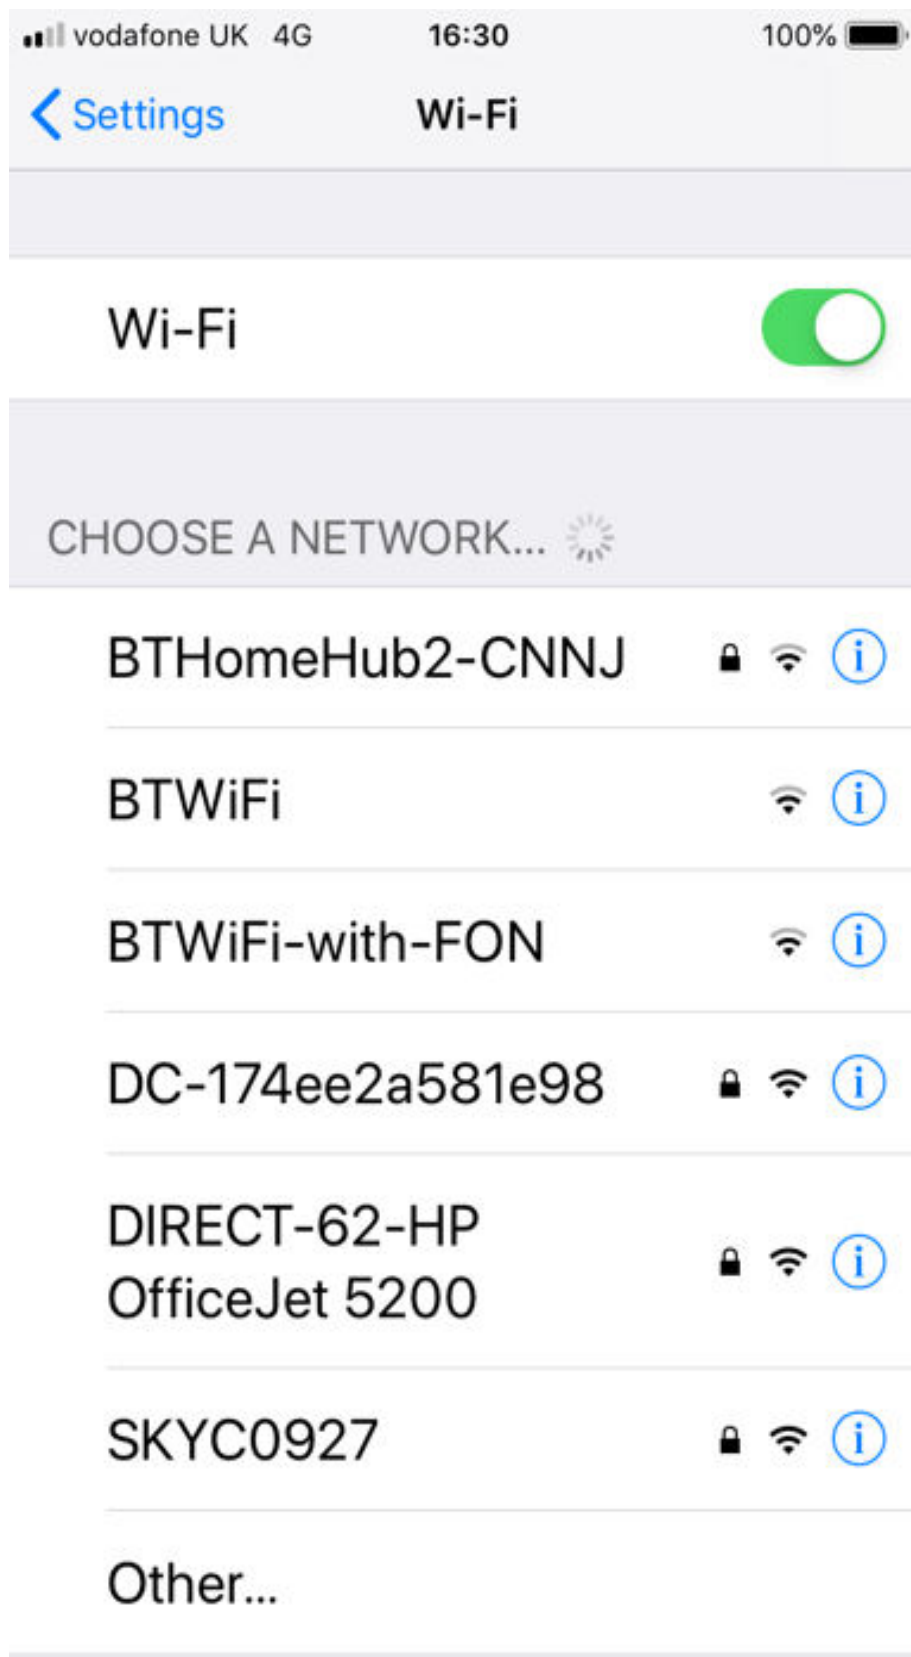 vodafone UK 4G 16:30 100%
Settings Wi-Fi
Wi-Fi
CHOOSE A NETWORK...
BTHomeHub2-CNNJ
BTWiFi
BTWiFi-with-FON
DC-174ee2a581e98
DIRECT-62-HP
OfficeJet 5200
SKYC0927
Other...